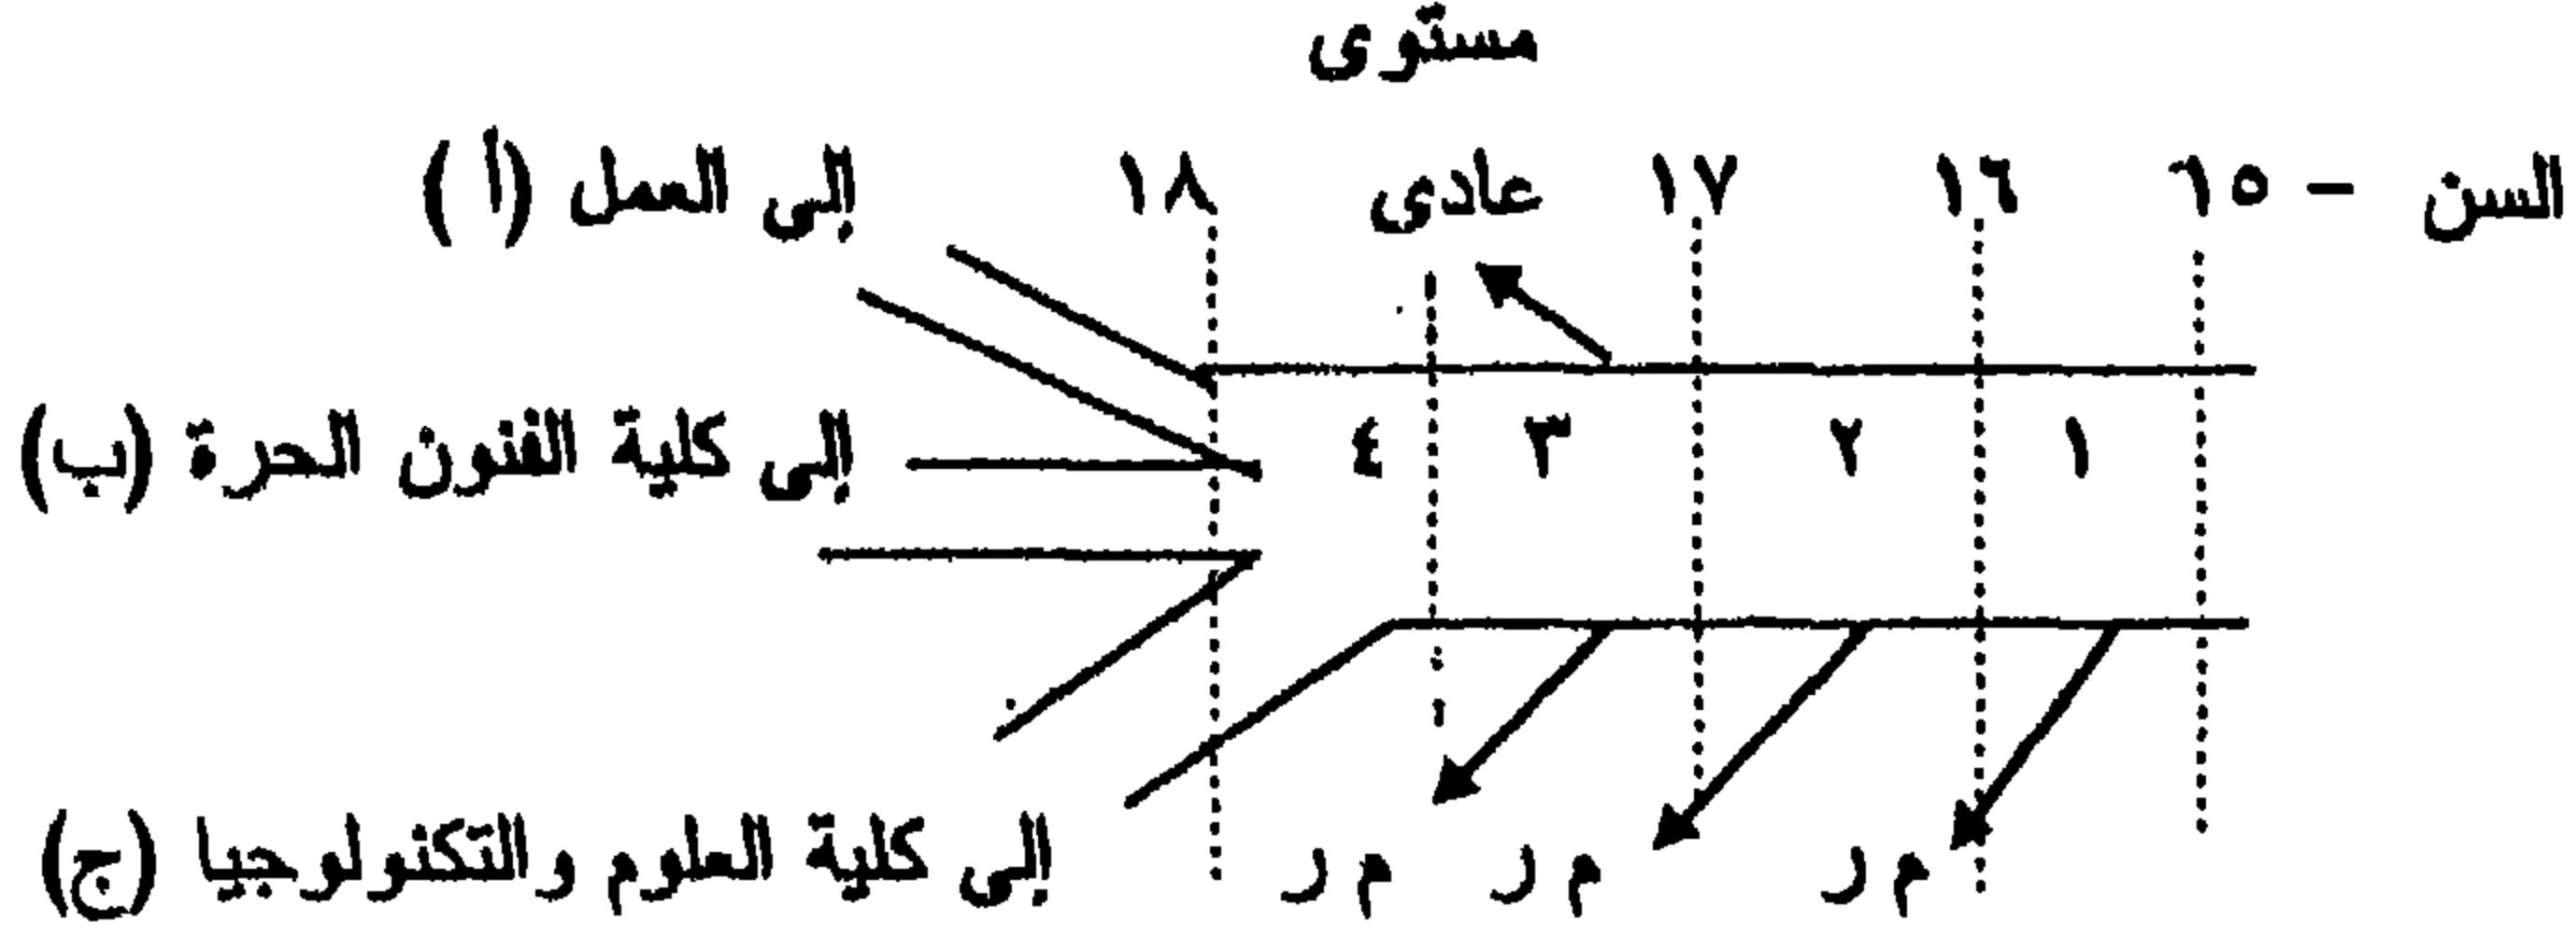 مستوى
السن - ١٥ ١٦ ١٧ عادى ١٨ إلى العمل (أ)
١ ٢ ٣ ٤ إلى كلية الفنون الحرة (ب)
م ر م ر م ر إلى كلية العلوم والتكنولوجيا (ج)